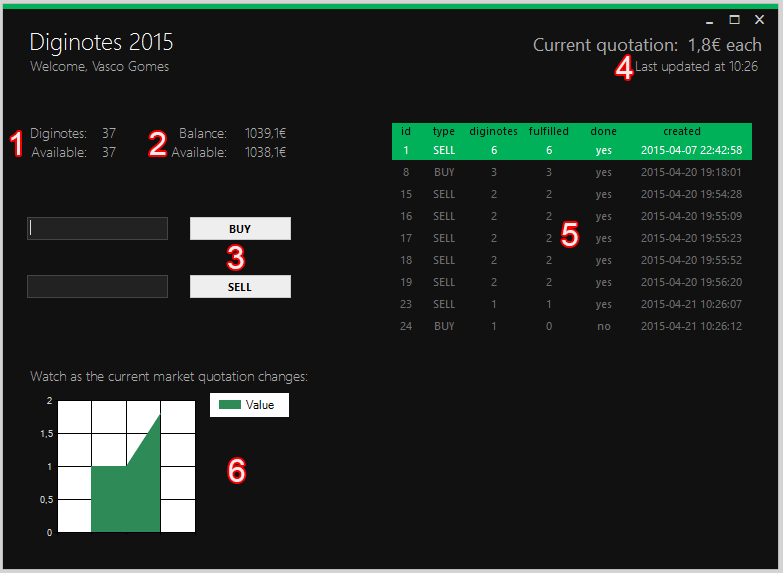 Diginotes 2015
Welcome, Vasco Gomes
Current quotation: 1,8€ each
4 Last updated at 10:26
1 Diginotes: 37 2 Balance: 1039,1€
Available: 37 Available: 1038,1€
BUY
3
SELL
id type diginotes fulfilled done created
1 SELL 6 6 yes 2015-04-07 22:42:58
8 BUY 3 3 yes 2015-04-20 19:18:01
15 SELL 2 2 yes 2015-04-20 19:54:28
16 SELL 2 2 yes 2015-04-20 19:55:09
17 SELL 2 2 5 yes 2015-04-20 19:55:23
18 SELL 2 2 yes 2015-04-20 19:55:52
19 SELL 2 2 yes 2015-04-20 19:56:20
23 SELL 1 1 yes 2015-04-21 10:26:07
24 BUY 1 0 no 2015-04-21 10:26:12
Watch as the current market quotation changes:
2
1,5
1
0,5
0
Value
6